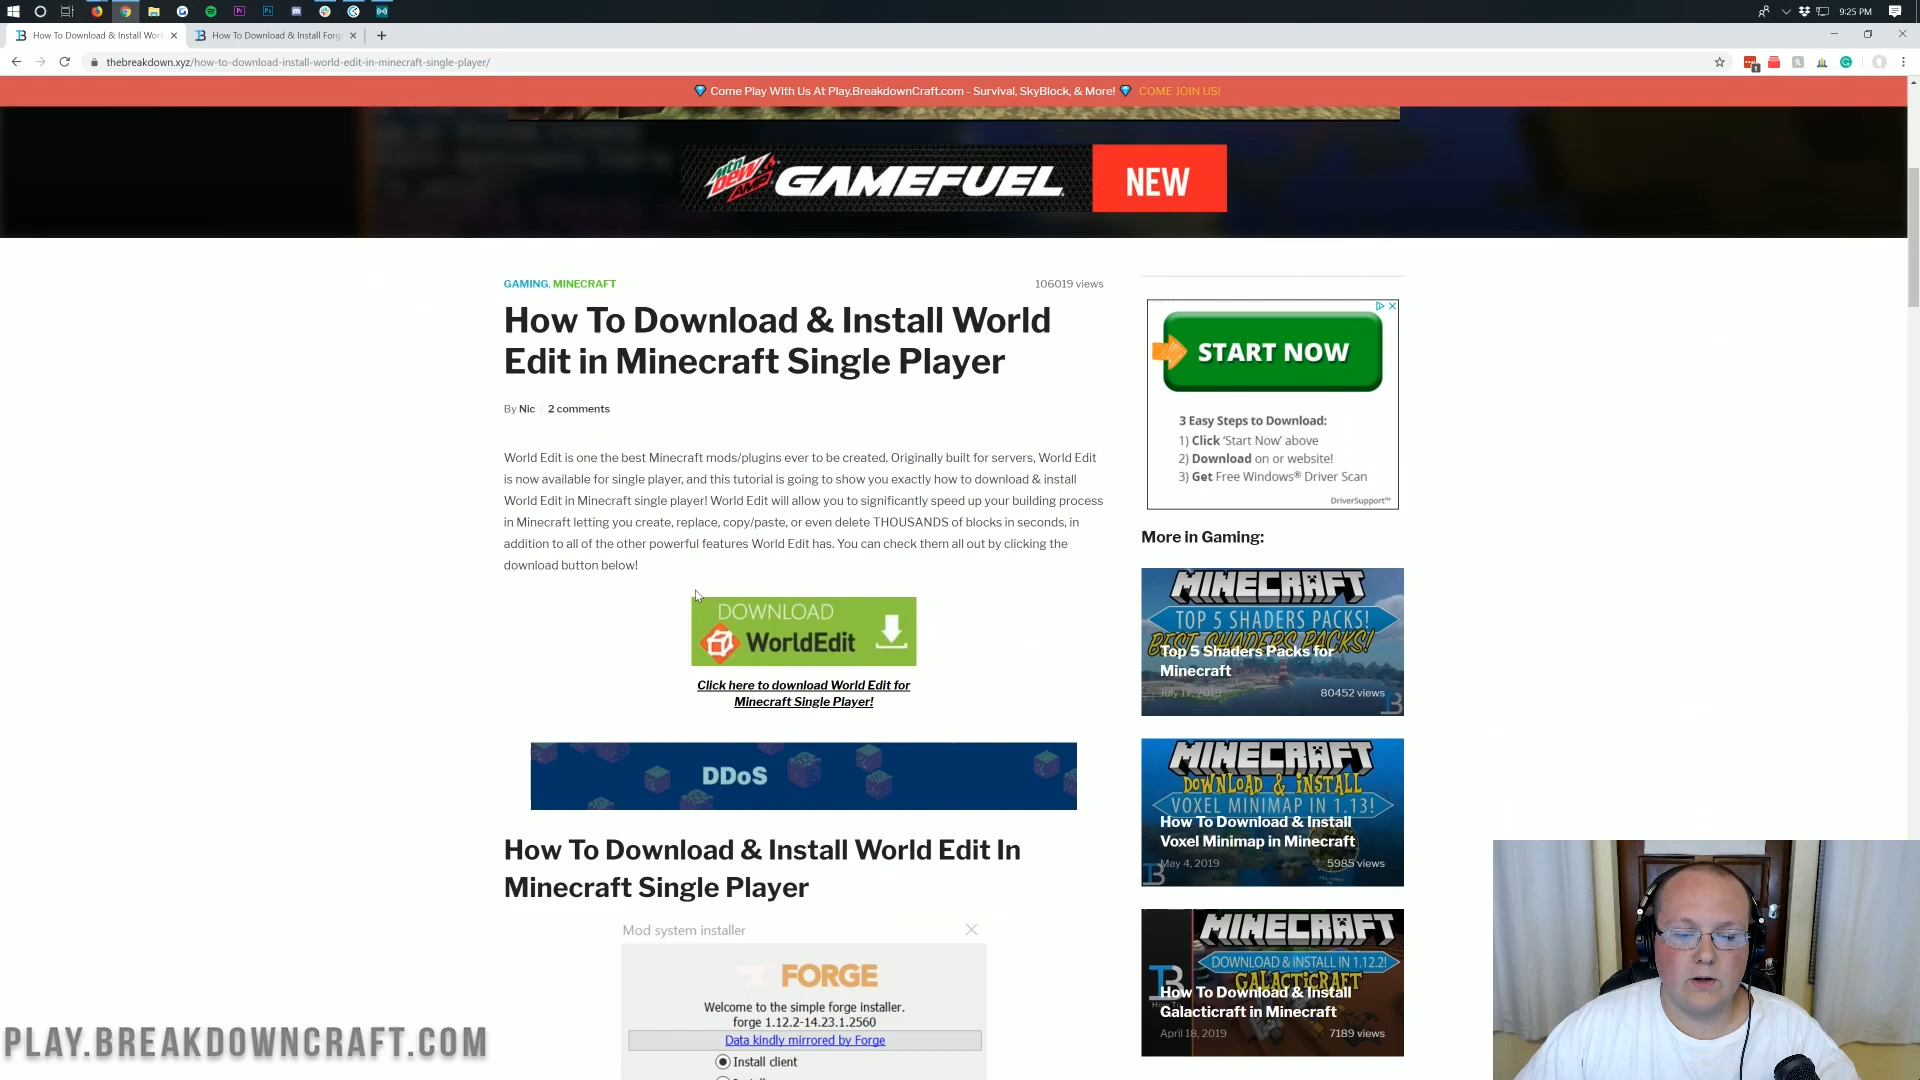 9:25 PM
How To Download & Install Worl
How To Download & Install Forg
thebreakdown.xyz/how-to-download-install-world-edit-in-minecraft-single-player/
Come Play With Us At Play.BreakdownCraft.com - Survival, SkyBlock, & More! COME JOIN US!
mtn dew AMP GAMEFUEL NEW
GAMING, MINECRAFT
106019 views
How To Download & Install World
Edit in Minecraft Single Player
By Nic / 2 comments
World Edit is one the best Minecraft mods/plugins ever to be created. Originally built for servers, World Edit
is now available for single player, and this tutorial is going to show you exactly how to download & install
World Edit in Minecraft single player! World Edit will allow you to significantly speed up your building process
in Minecraft letting you create, replace, copy/paste, or even delete THOUSANDS of blocks in seconds, in
addition to all of the other powerful features World Edit has. You can check them all out by clicking the
download button below!
DOWNLOAD
WorldEdit
Click here to download World Edit for
Minecraft Single Player!
DDoS
How To Download & Install World Edit In
Minecraft Single Player
Mod system installer
FORGE
Welcome to the simple forge installer.
forge 1.12.2-14.23.1.2560
Data kindly mirrored by Forge
Install client
START NOW
3 Easy Steps to Download:
1) Click 'Start Now' above
2) Download on or website!
3) Get Free Windows® Driver Scan
DriverSupport™
More in Gaming:
MINECRAFT
TOP 5 SHADERS PACKS!
BEST SHADERS PACKS!
Top 5 Shaders Packs for
Minecraft
July 17, 2019
80452 views
MINECRAFT
DOWNLOAD & INSTALL
VOXEL MINIMAP IN 1.13!
How To Download & Install
Voxel Minimap in Minecraft
May 4, 2019
5985 views
MINECRAFT
DOWNLOAD & INSTALL IN 1.12.2!
GALACTICRAFT
How To Download & Install
Galacticraft in Minecraft
April 18, 2019
7189 views
PLAY.BREAKDOWNCRAFT.COM